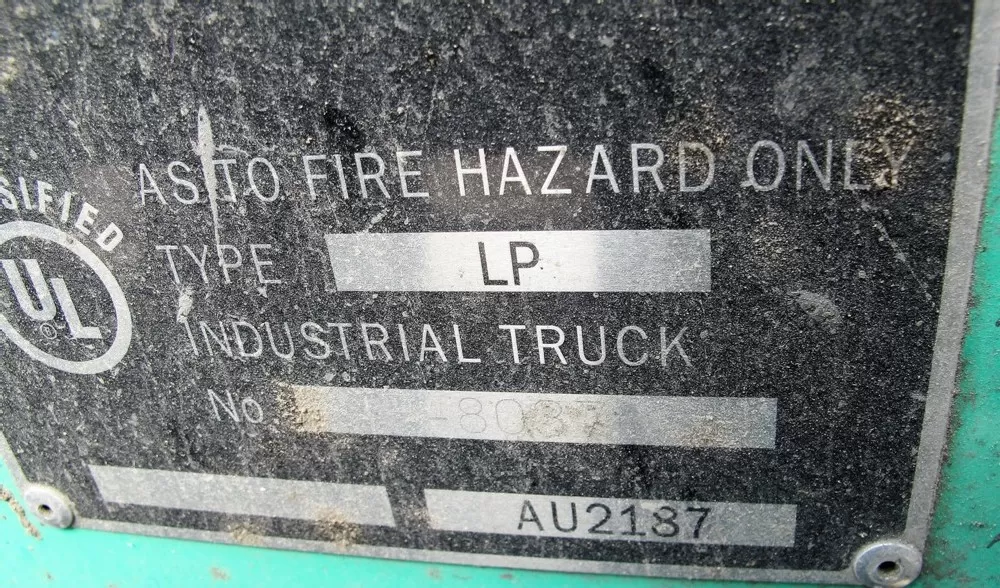 AS TO FIRE HAZARD ONLY
SIFIED
UL
®
TYPE LP
INDUSTRIAL TRUCK
No
AU2187